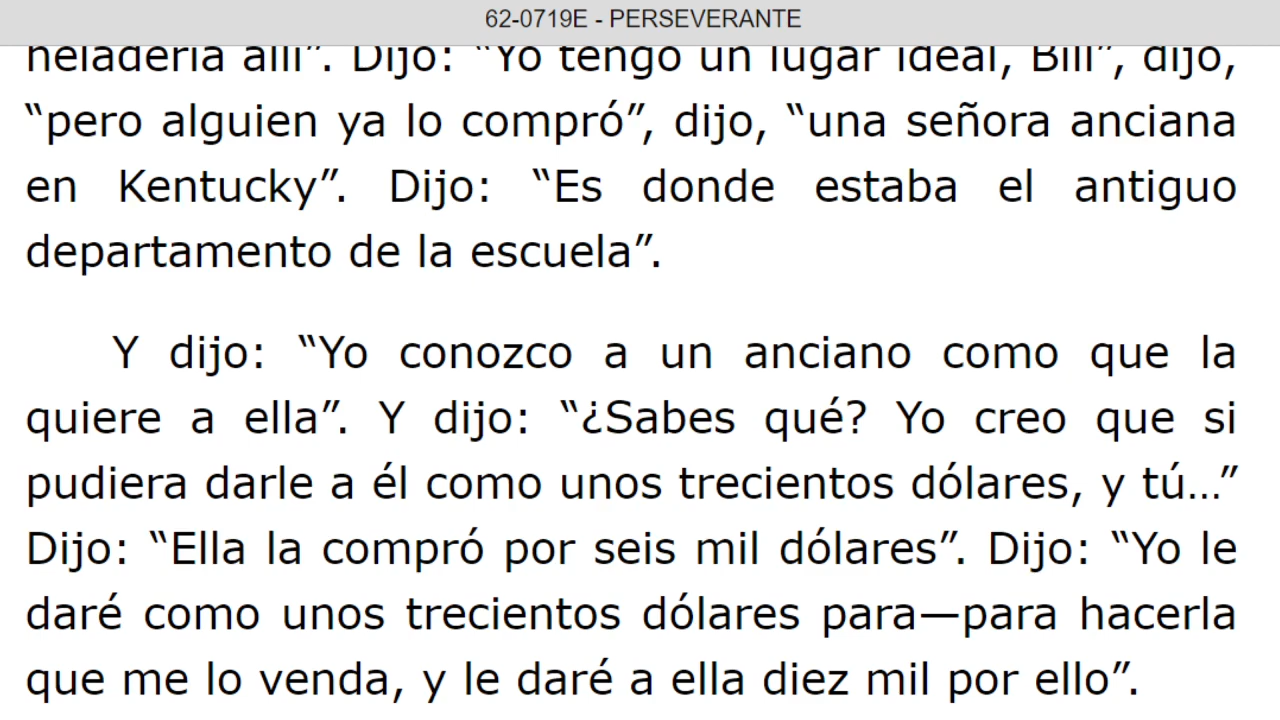 62-0719E - PERSEVERANTE
heladería allí”. Dijo: “Yo tengo un lugar ideal, Bill”, dijo,
“pero alguien ya lo compró”, dijo, “una señora anciana
en Kentucky”. Dijo: “Es donde estaba el antiguo
departamento de la escuela”.
Y dijo: “Yo conozco a un anciano como que la
quiere a ella”. Y dijo: “¿Sabes qué? Yo creo que si
pudiera darle a él como unos trecientos dólares, y tú…”
Dijo: “Ella la compró por seis mil dólares”. Dijo: “Yo le
daré como unos trecientos dólares para—para hacerla
que me lo venda, y le daré a ella diez mil por ello”.